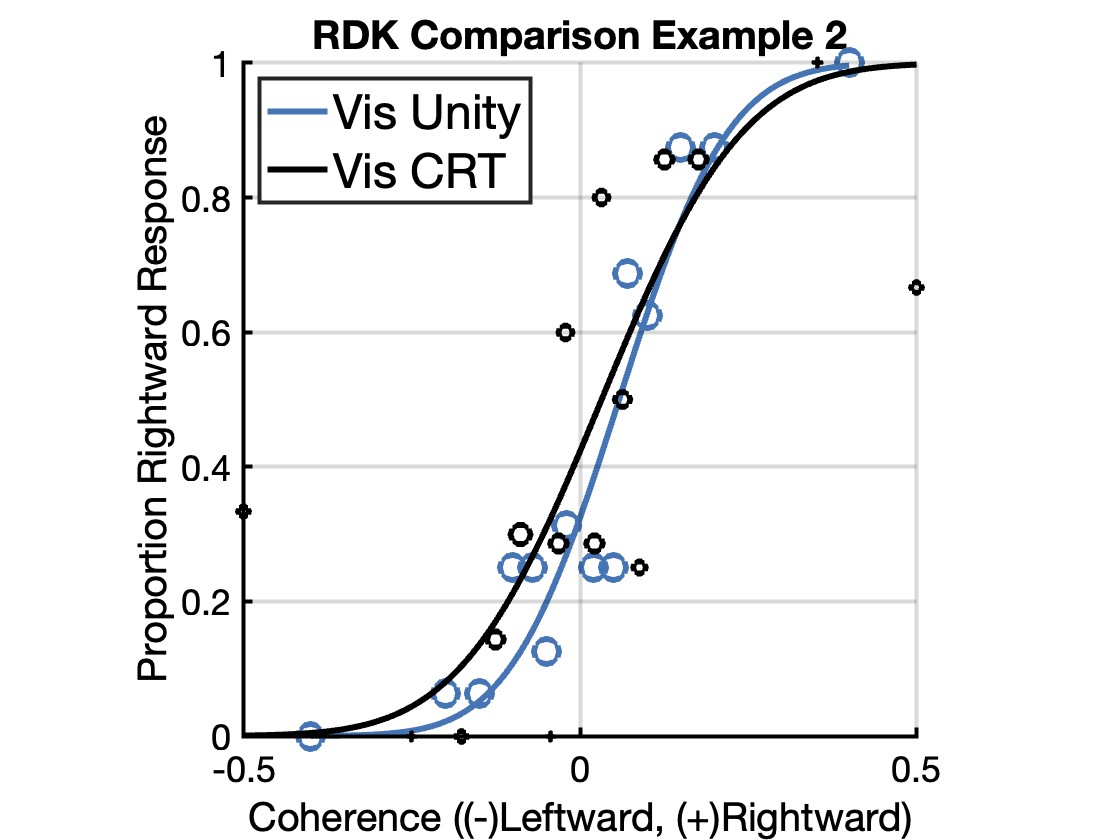 RDK Comparison Example 2
Vis Unity
Vis CRT
Proportion Rightward Response
1
0.8
0.6
0.4
0.2
0
-0.5
0
0.5
Coherence ((-)Leftward, (+)Rightward)